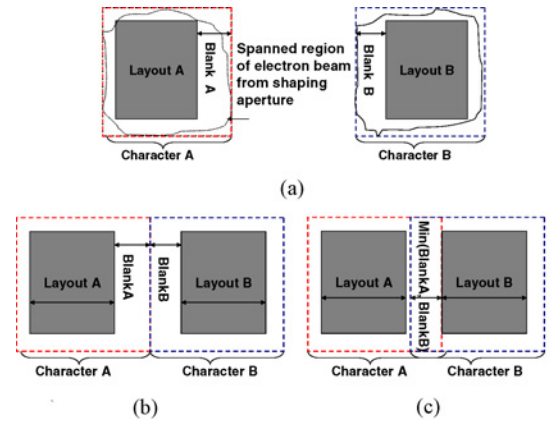 Layout A
Blank A
Spanned region
of electron beam
from shaping
aperture
Blank B
Layout B
Character A
Character B
(a)
Layout A
BlankA
BlankB
Layout B
Character A
Character B
(b)
Layout A
Min(BlankA, BlankB)
Layout B
Character A
Character B
(c)